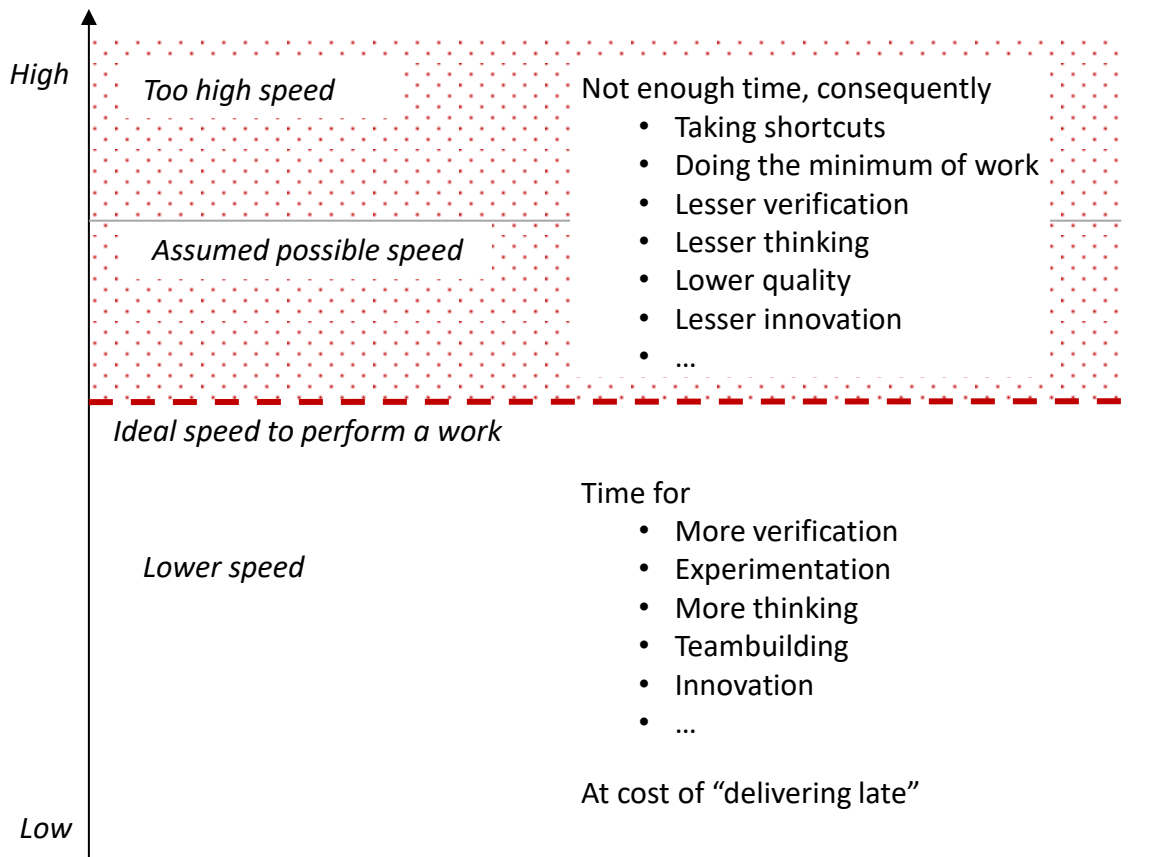 High
Too high speed
Not enough time, consequently
• Taking shortcuts
• Doing the minimum of work
• Lesser verification
Assumed possible speed
• Lesser thinking
• Lower quality
• Lesser innovation
• …
Ideal speed to perform a work
Time for
• More verification
Lower speed
• Experimentation
• More thinking
• Teambuilding
• Innovation
• …
At cost of “delivering late”
Low